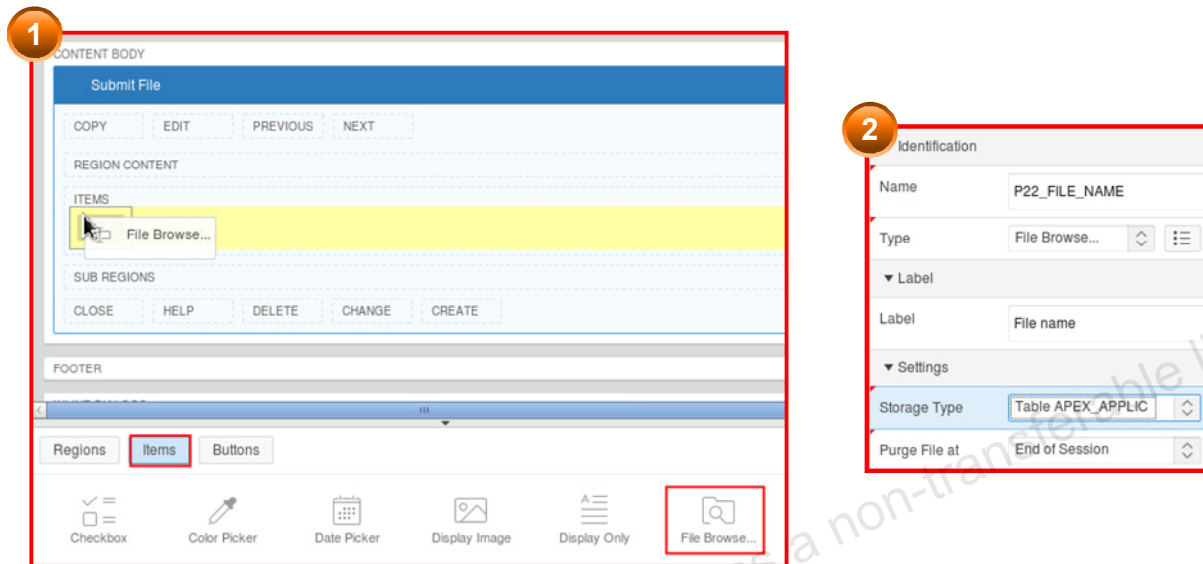 1
CONTENT BODY
Submit File
COPY EDIT PREVIOUS NEXT
REGION CONTENT
ITEMS
File Browse...
SUB REGIONS
CLOSE HELP DELETE CHANGE CREATE
FOOTER
Regions Items Buttons
Checkbox Color Picker Date Picker Display Image Display Only File Browse...
2
Identification
Name P22_FILE_NAME
Type File Browse...
Label
Label File name
Settings
Storage Type Table APEX_APPLIC
Purge File at End of Session
a non-transferable